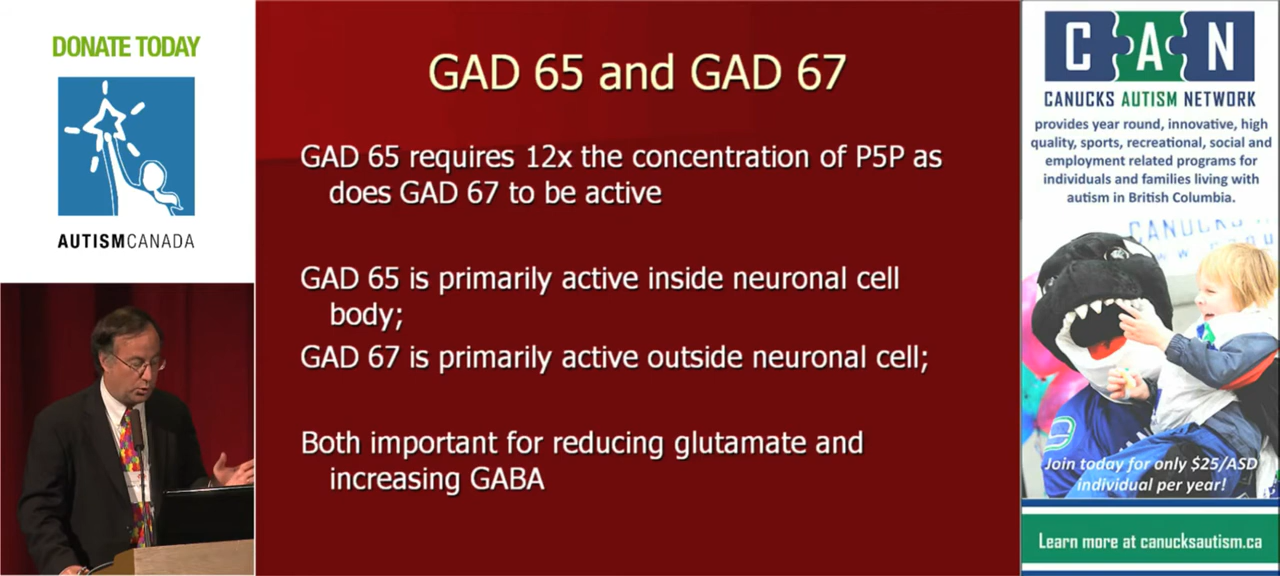 DONATE TODAY
AUTISMCANADA
GAD 65 and GAD 67
GAD 65 requires 12x the concentration of P5P as
does GAD 67 to be active
GAD 65 is primarily active inside neuronal cell
body;
GAD 67 is primarily active outside neuronal cell;
Both important for reducing glutamate and
increasing GABA
CAN
CANUCKS AUTISM NETWORK
provides year round, innovative, high
quality, sports, recreational, social and
employment related programs for
individuals and families living with
autism in British Columbia.
Join today for only $25/ASD
individual per year!
Learn more at canucksautism.ca